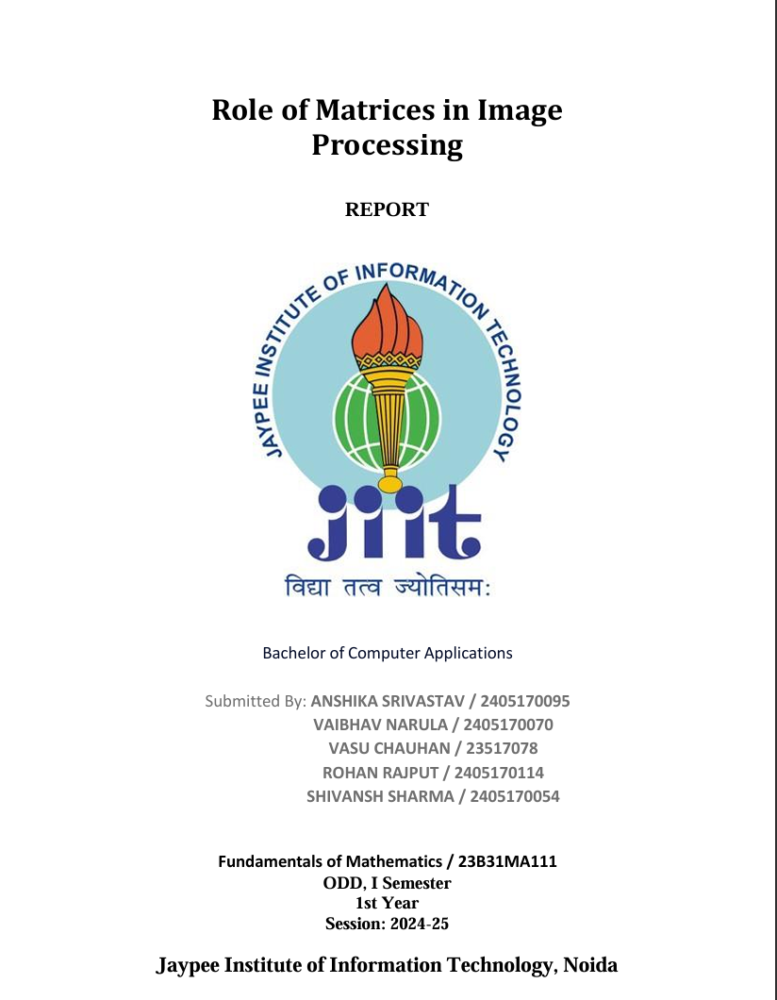 Role of Matrices in Image
Processing
REPORT
JAYPEE INSTITUTE OF INFORMATION TECHNOLOGY
jiit
विद्या तत्व ज्योतिसम:
Bachelor of Computer Applications
Submitted By: ANSHIKA SRIVASTAV / 2405170095
VAIBHAV NARULA / 2405170070
VASU CHAUHAN / 23517078
ROHAN RAJPUT / 2405170114
SHIVANSH SHARMA / 2405170054
Fundamentals of Mathematics / 23B31MA111
ODD, I Semester
1st Year
Session: 2024-25
Jaypee Institute of Information Technology, Noida